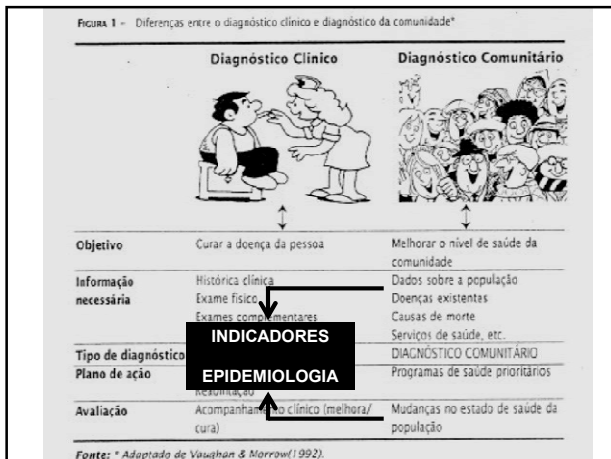 FIGURA 1 - Diferenças entre o diagnóstico clínico e diagnóstico da comunidade*
Diagnóstico Clínico Diagnóstico Comunitário
Objetivo Curar a doença da pessoa Melhorar o nível de saúde da
comunidade
Informação Histórica clínica Dados sobre a população
necessária Exame físico Doenças existentes
Exames complementares Causas de morte
INDICADORES Serviços de saúde, etc.
Tipo de diagnóstico DIAGNÓSTICO COMUNITÁRIO
Plano de ação EPIDEMIOLOGIA Programas de saúde prioritários
Reabilitação
Avaliação Acompanhamento clínico (melhora/ Mudanças no estado de saúde da
cura) população
Fonte: * Adaptado de Vaughan & Morrow(1992).